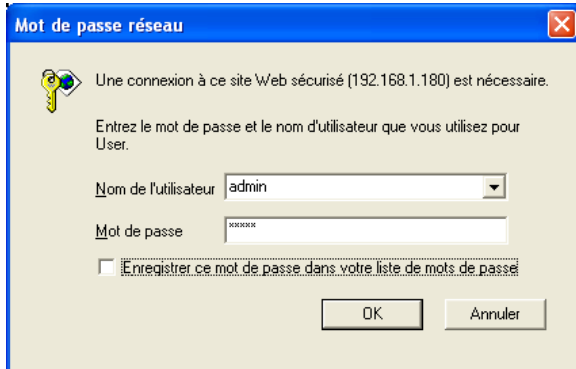 Mot de passe réseau
Une connexion à ce site Web sécurisé (192.168.1.180) est nécessaire.
Entrez le mot de passe et le nom d'utilisateur que vous utilisez pour
User.
Nom de l'utilisateur admin
Mot de passe *****
Enregistrer ce mot de passe dans votre liste de mots de passe
OK Annuler